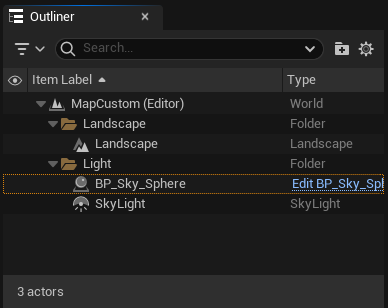 Outliner
Search...
Item Label Type
MapCustom (Editor) World
Landscape Folder
Landscape Landscape
Light Folder
BP_Sky_Sphere Edit BP_Sky_Spl
SkyLight SkyLight
3 actors